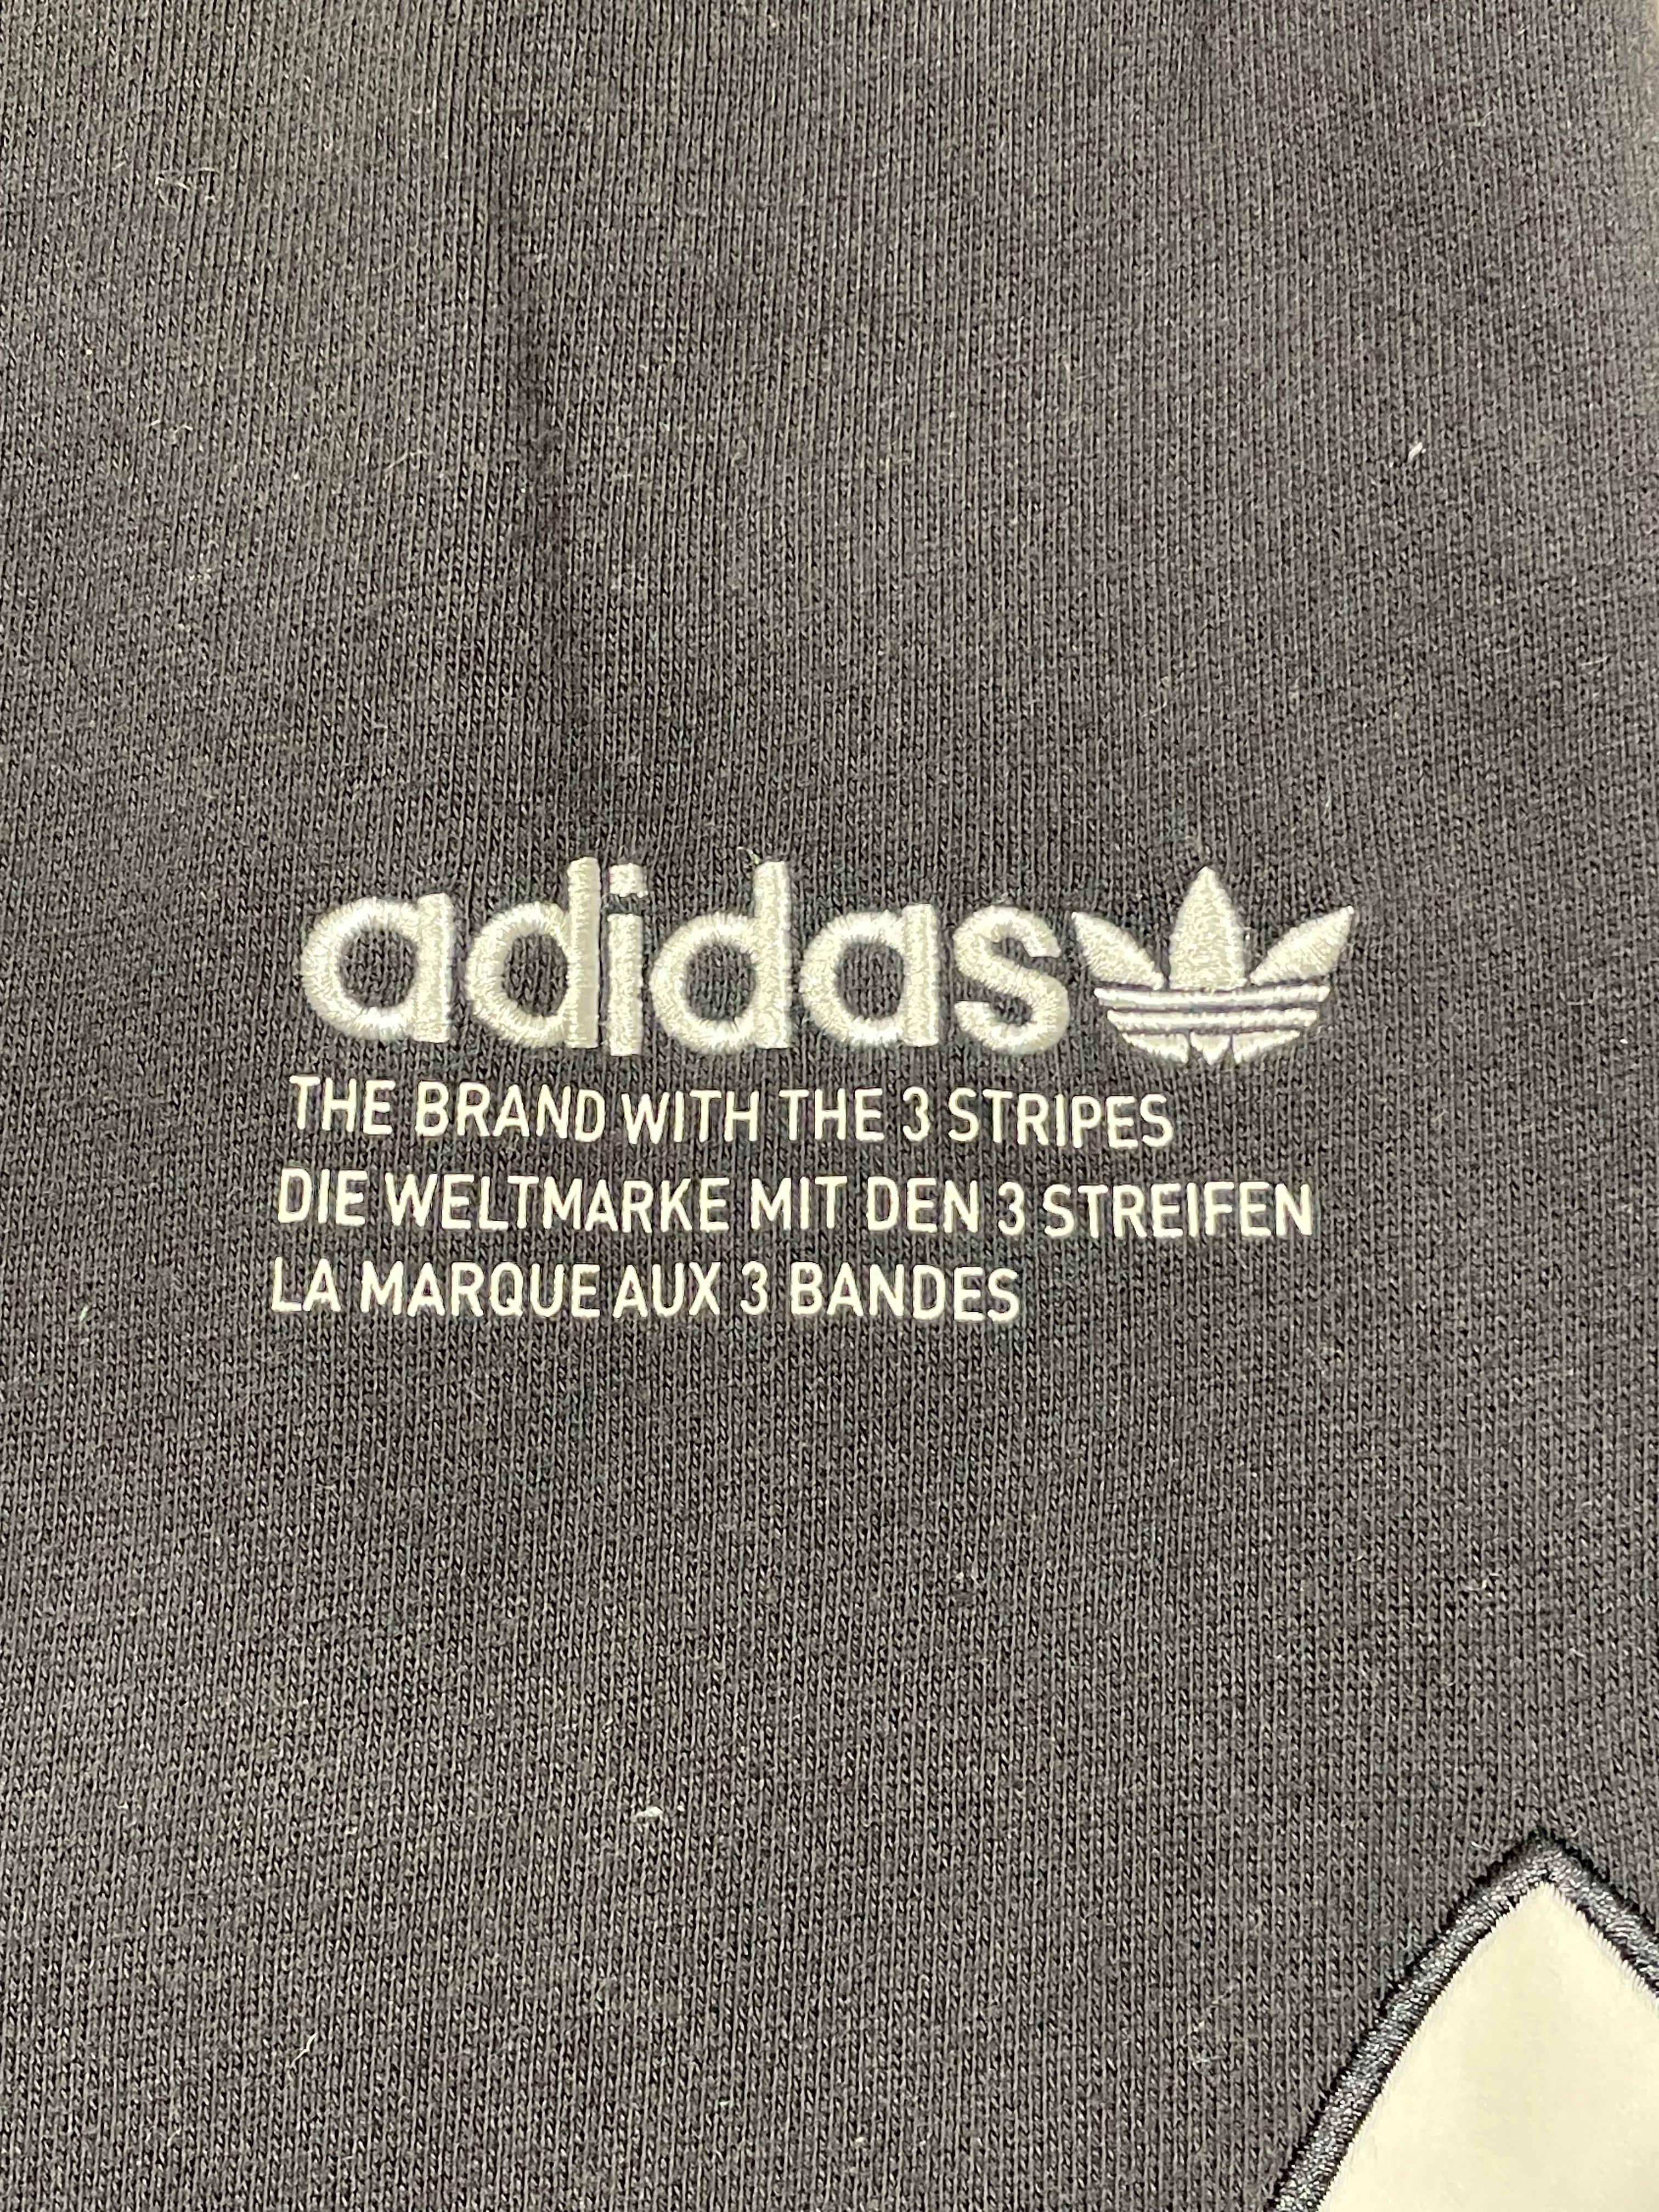 adidas
THE BRAND WITH THE 3 STRIPES
DIE WELTMARKE MIT DEN 3 STREIFEN
LA MARQUE AUX 3 BANDES